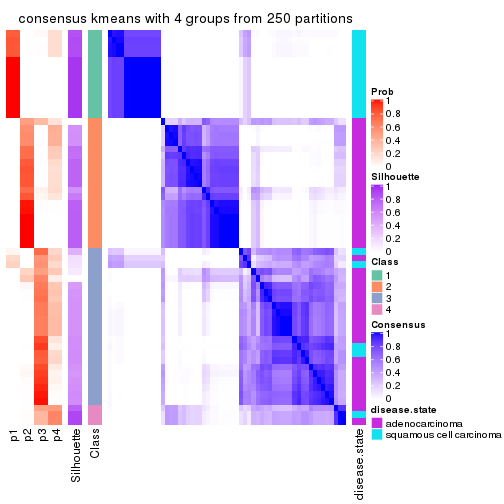 consensus kmeans with 4 groups from 250 partitions
p1
p2
p3
p4
Silhouette
Class
disease.state
Prob
1
0.8
0.6
0.4
0.2
0
Silhouette
1
0.8
0.6
0.4
0.2
0
Class
1
2
3
4
Consensus
1
0.8
0.6
0.4
0.2
0
disease.state
adenocarcinoma
squamous cell carcinoma